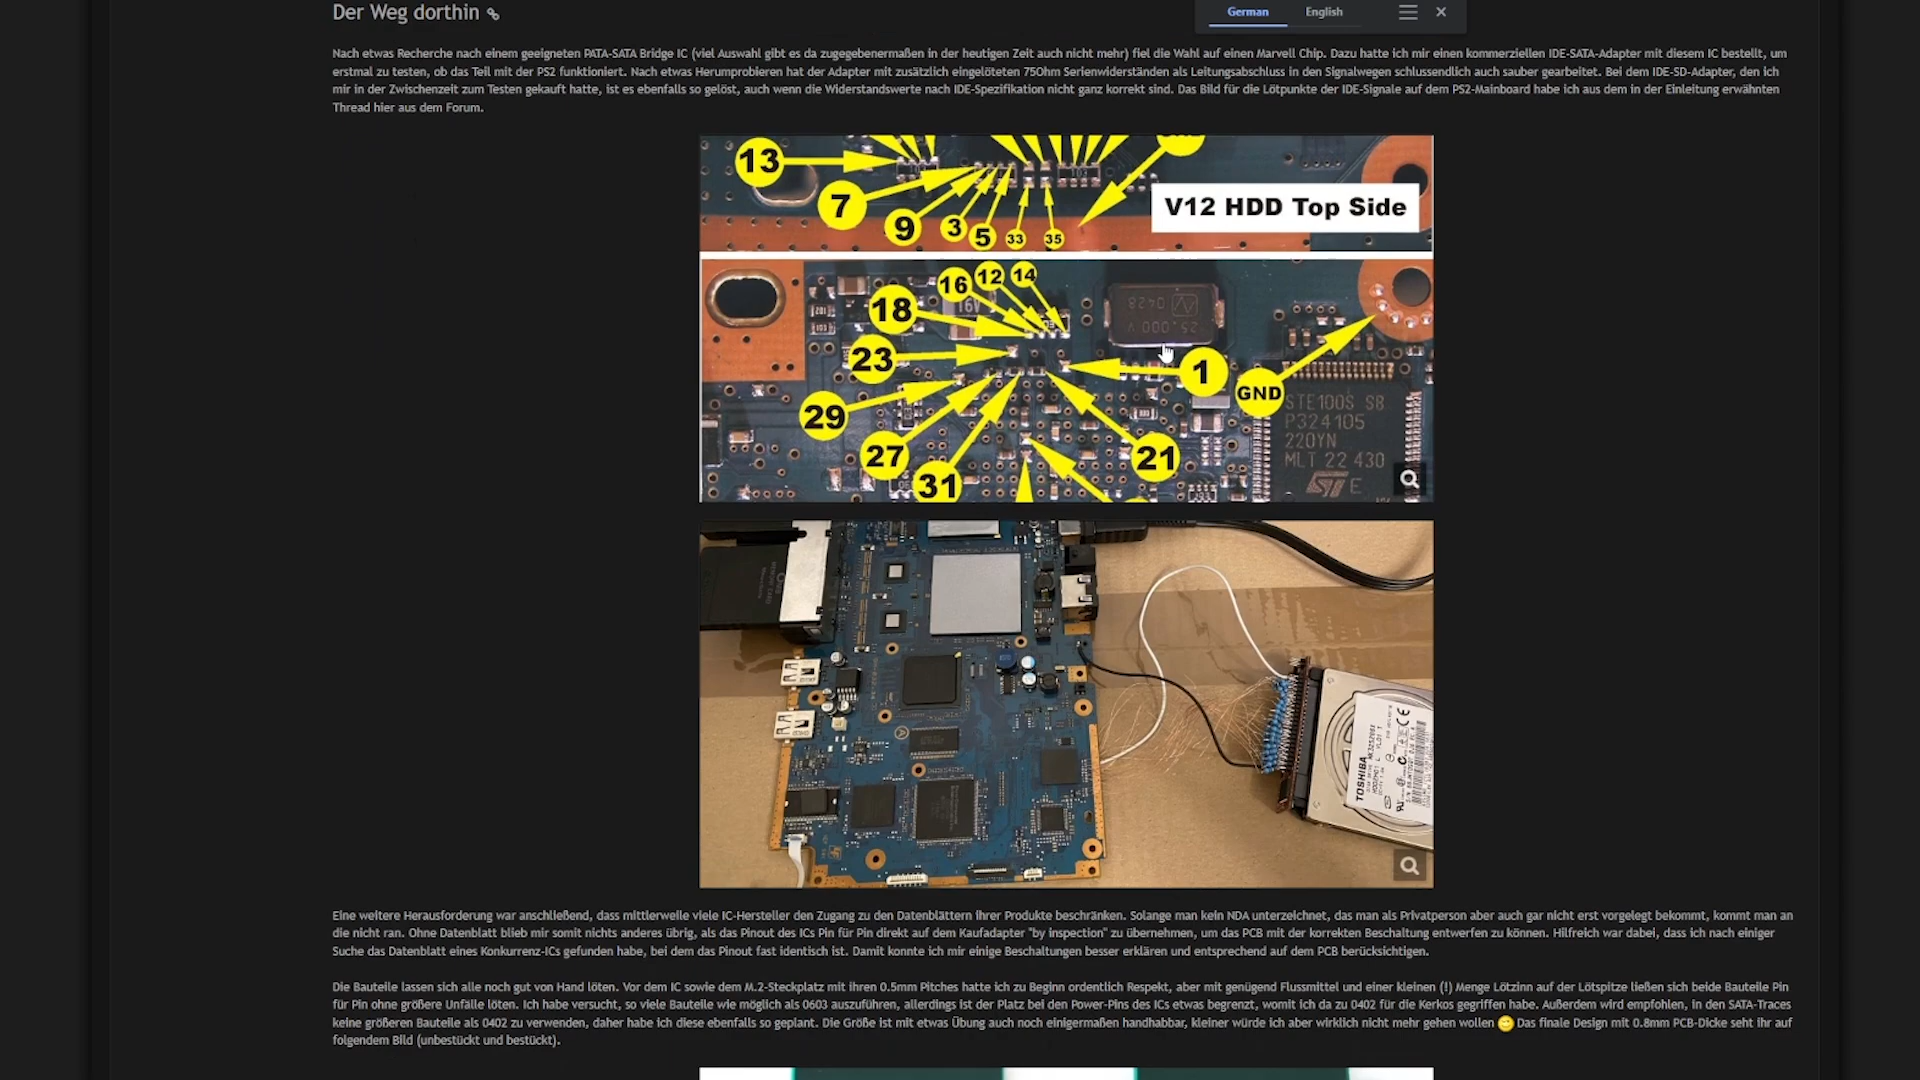 Der Weg dorthin
German English
Nach etwas Recherche nach einem geeigneten PATA-SATA Bridge IC (viel Auswahl gibt es da zugegebenermaßen in der heutigen Zeit auch nicht mehr) fiel die Wahl auf einen Marvell Chip. Dazu hatte ich mir einen kommerziellen IDE-SATA-Adapter mit diesem IC bestellt, um
erstmal zu testen, ob das Teil mit der PS2 funktioniert. Nach etwas Herumprobieren hat der Adapter mit zusätzlich eingelöteten 75Ohm Serienwiderständen als Leitungsabschluss in den Signalwegen schlussendlich auch sauber gearbeitet. Bei dem IDE-SD-Adapter, den ich
mir in der Zwischenzeit zum Testen gekauft hatte, ist es ebenfalls so gelöst, auch wenn die Widerstandswerte nach IDE-Spezifikation nicht ganz korrekt sind. Das Bild für die Lötpunkte der IDE-Signale auf dem PS2-Mainboard habe ich aus dem in der Einleitung erwähnten
Thread hier aus dem Forum.
13
7
9
3
5
33
35
V12 HDD Top Side
16
12
14
18
23
1
29
GND
27
21
31
16V
D428
25.000 V
STE100S S8
P324105
220YN
MLT 22 430
ST E
TOSHIBA
Eine weitere Herausforderung war anschließend, dass mittlerweile viele IC-Hersteller den Zugang zu den Datenblättern ihrer Produkte beschränken. Solange man kein NDA unterzeichnet, das man als Privatperson aber auch gar nicht erst vorgelegt bekommt, kommt man an
die nicht ran. Ohne Datenblatt blieb mir somit nichts anderes übrig, als das Pinout des ICs Pin für Pin direkt auf dem Kaufadapter "by inspection" zu übernehmen, um das PCB mit der korrekten Beschaltung entwerfen zu können. Hilfreich war dabei, dass ich nach einiger
Suche das Datenblatt eines Konkurrenz-ICs gefunden habe, bei dem das Pinout fast identisch ist. Damit konnte ich mir einige Beschaltungen besser erklären und entsprechend auf dem PCB berücksichtigen.
Die Bauteile lassen sich alle noch gut von Hand löten. Vor dem IC sowie dem M.2-Steckplatz mit ihren 0.5mm Pitches hatte ich zu Beginn ordentlich Respekt, aber mit genügend Flussmittel und einer kleinen (!) Menge Lötzinn auf der Lötspitze ließen sich beide Bauteile Pin
für Pin ohne größere Unfälle löten. Ich habe versucht, so viele Bauteile wie möglich als 0603 auszuführen, allerdings ist der Platz bei den Power-Pins des ICs etwas begrenzt, womit ich da zu 0402 für die Kerkos gegriffen habe. Außerdem wird empfohlen, in den SATA-Traces
keine größeren Bauteile als 0402 zu verwenden, daher habe ich diese ebenfalls so geplant. Die Größe ist mit etwas Übung auch noch einigermaßen handhabbar, kleiner würde ich aber wirklich nicht mehr gehen wollen Das finale Design mit 0.8mm PCB-Dicke seht ihr auf
folgendem Bild (unbestückt und bestückt).